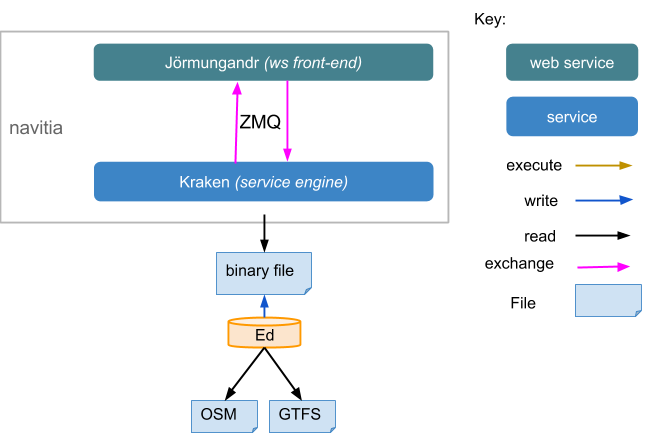 Key:
Jörmungandr (ws front-end)
web service
navitia
ZMQ
service
execute
Kraken (service engine)
write
read
exchange
binary file
File
Ed
OSM
GTFS